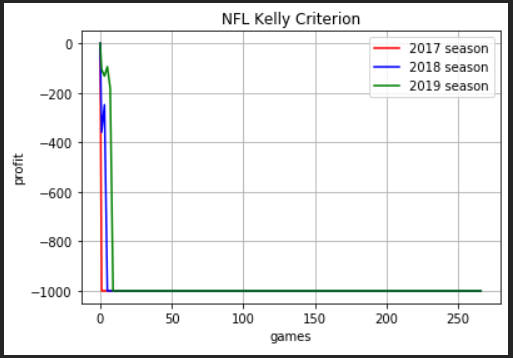 NFL Kelly Criterion
2017 season
2018 season
2019 season
profit
0
−200
−400
−600
−800
−1000
0
50
100
150
200
250
games